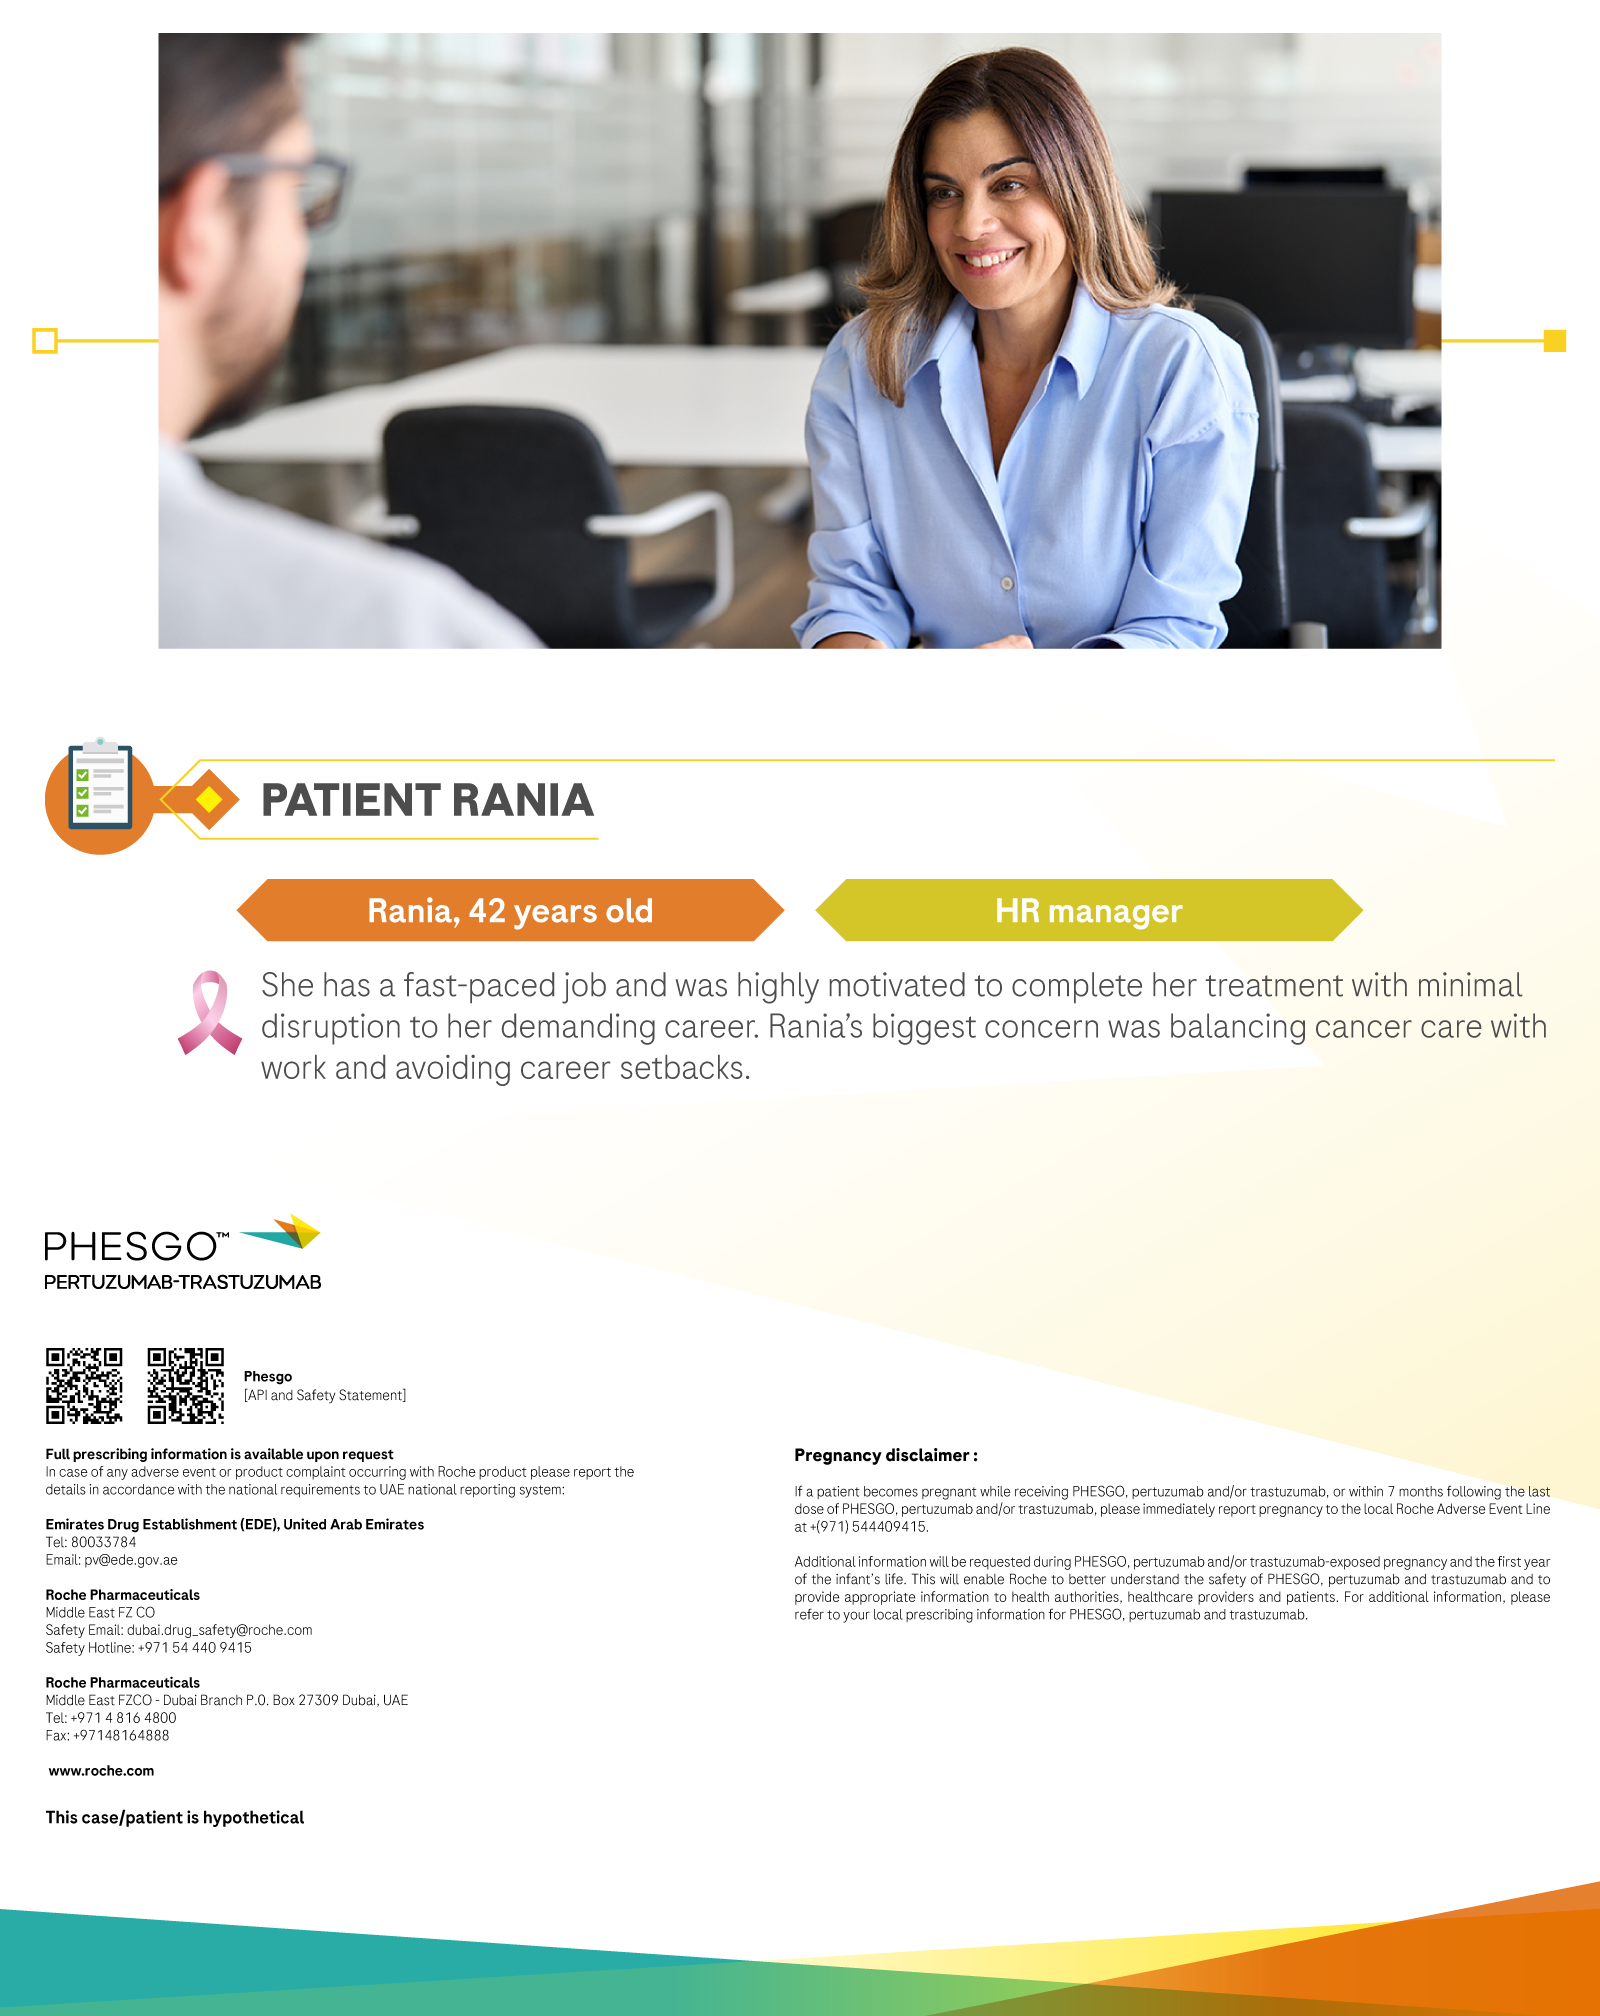 PATIENT RANIA
Rania, 42 years old
HR manager
She has a fast-paced job and was highly motivated to complete her treatment with minimal
disruption to her demanding career. Rania’s biggest concern was balancing cancer care with
work and avoiding career setbacks.
PHESGO™
PERTUZUMAB-TRASTUZUMAB
Phesgo
[API and Safety Statement]
Full prescribing information is available upon request
In case of any adverse event or product complaint occurring with Roche product please report the
details in accordance with the national requirements to UAE national reporting system:
Emirates Drug Establishment (EDE), United Arab Emirates
Tel: 80033784
Email: pv@ede.gov.ae
Roche Pharmaceuticals
Middle East FZ CO
Safety Email: dubai.drug_safety@roche.com
Safety Hotline: +971 54 440 9415
Roche Pharmaceuticals
Middle East FZCO - Dubai Branch P.O. Box 27309 Dubai, UAE
Tel: +971 4 816 4800
Fax: +97148164888
www.roche.com
This case/patient is hypothetical
Pregnancy disclaimer :
If a patient becomes pregnant while receiving PHESGO, pertuzumab and/or trastuzumab, or within 7 months following the last
dose of PHESGO, pertuzumab and/or trastuzumab, please immediately report pregnancy to the local Roche Adverse Event Line
at +(971) 544409415.
Additional information will be requested during PHESGO, pertuzumab and/or trastuzumab-exposed pregnancy and the first year
of the infant’s life. This will enable Roche to better understand the safety of PHESGO, pertuzumab and trastuzumab and to
provide appropriate information to health authorities, healthcare providers and patients. For additional information, please
refer to your local prescribing information for PHESGO, pertuzumab and trastuzumab.